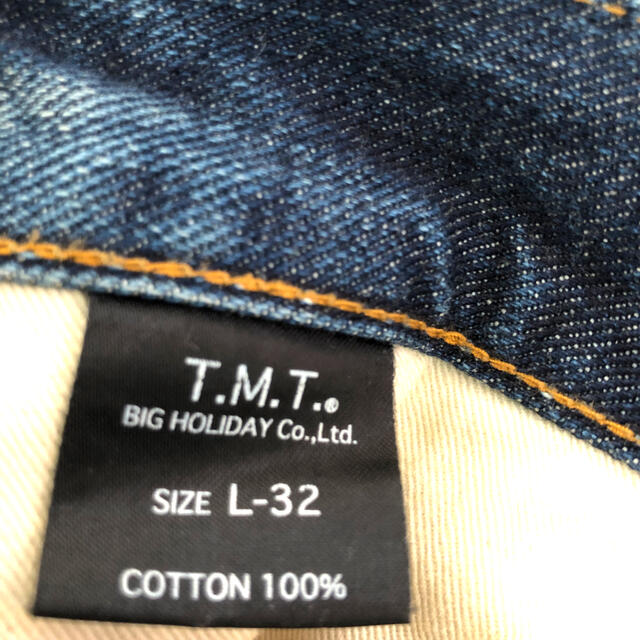 T.M.T.®
BIG HOLIDAY Co.,Ltd.
SIZE L-32
COTTON 100%